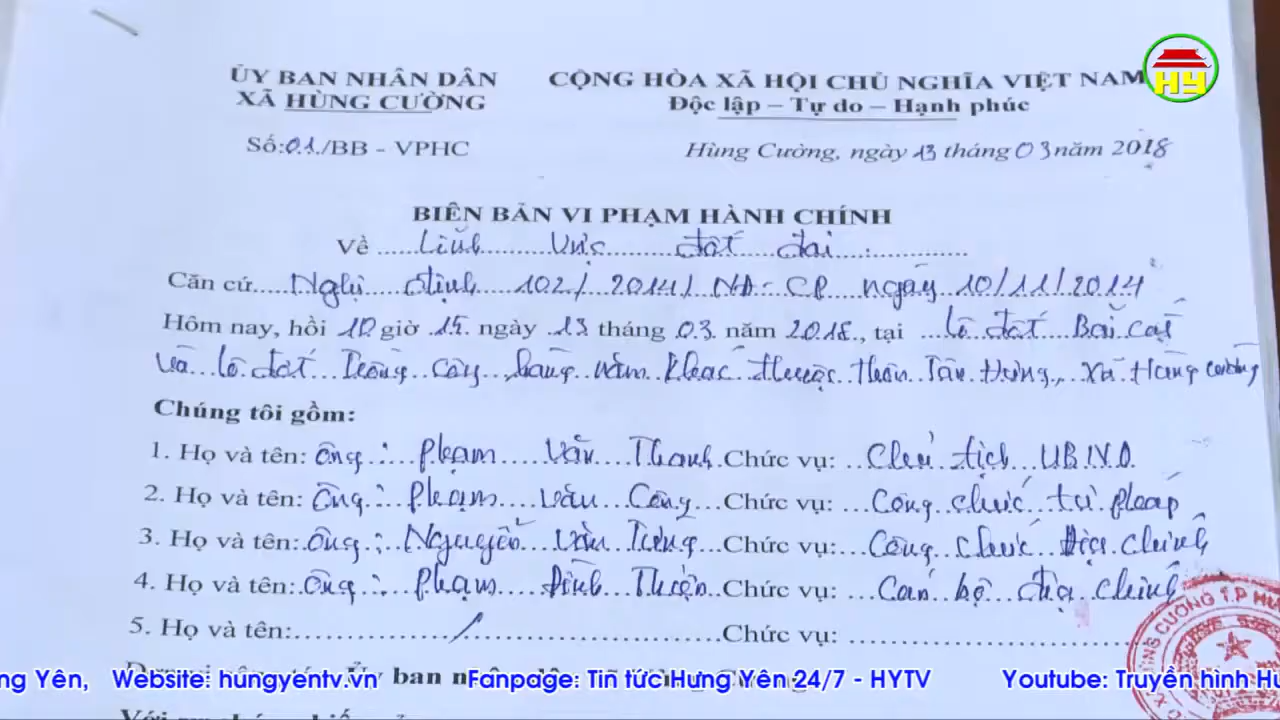 ỦY BAN NHÂN DÂN
XÃ HÙNG CƯỜNG
CỘNG HÒA XÃ HỘI CHỦ NGHĨA VIỆT NAM
Độc lập – Tự do – Hạnh phúc
HY
Số:01./BB - VPHC
Hùng Cường, ngày 13 tháng 03 năm 2018
BIÊN BẢN VI PHẠM HÀNH CHÍNH
Về ......Lĩnh......Vực......đất...đai....:.............
Căn cứ.....Nghị định 102/2014/NĐ-CP ngày 10/11/2014
Hôm nay, hồi 10 giờ 15. ngày 13 tháng 03. năm 2018., tại ...lô đất Bãi Cát
và lô đất Trồng Cây hàng năm khác thuộc thôn Tân Hưng, Xã Hùng Cường
Chúng tôi gồm:
1. Họ và tên: Ông : Phạm Văn Thanh Chức vụ: ...Chủ tịch UBND.
2. Họ và tên: Ông : Phạm Văn Công Chức vụ: ...Công chức tư pháp
3. Họ và tên: Ông : Nguyễn Văn Chức vụ: ...Công chức Địa chính
4. Họ và tên: Ông : Phạm Đình Chức vụ: ...Cán bộ địa chính
5. Họ và tên:............/..................Chức vụ: ........................
ng Yên, Website: hungyentv.vn Fanpage: Tin tức Hưng Yên 24/7 - HYTV Youtube: Truyền hình Hư